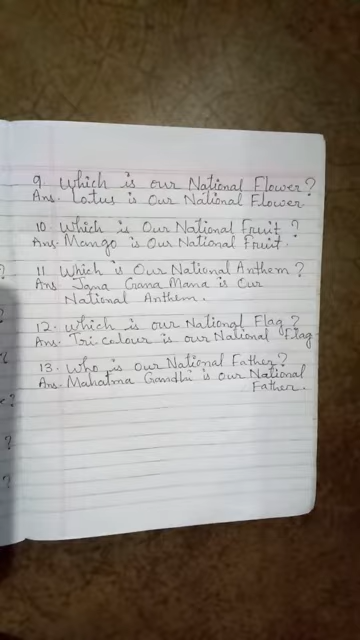 9. Which is our National Flower?
Ans. Lotus is Our National Flower
10. Which is Our National Fruit?
Ans. Mango is Our National Fruit.
11 Which is Our National Anthem?
Ans Jana Gana Mana is Our
National Anthem.
12. Which is our National Flag?
Ans. Tri colour is our National Flag
13. Who is our National Father?
Ans. Mahatma Gandhi is our National
Father.
?
?
?
?
?
?